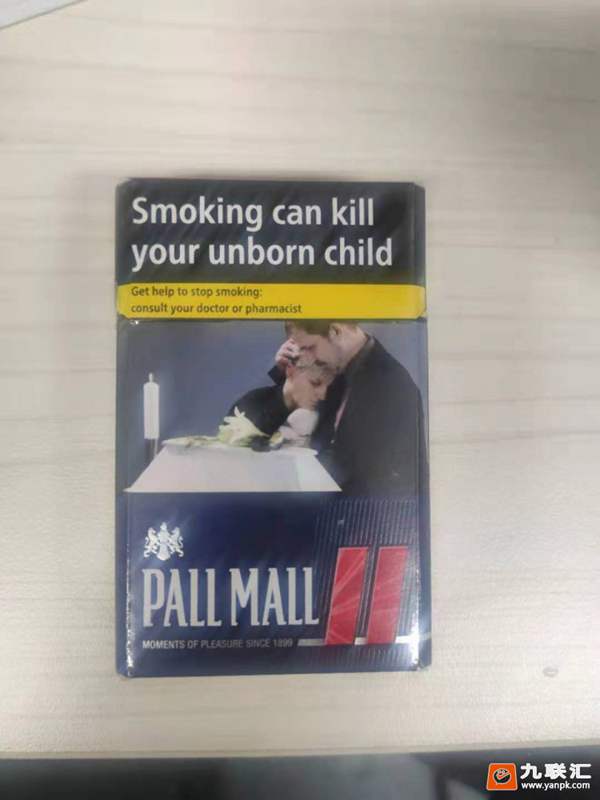 Smoking can kill
your unborn child
Get help to stop smoking:
consult your doctor or pharmacist
PALL MALL
MOMENTS OF PLEASURE SINCE 1899
九联汇
www.yanpk.com